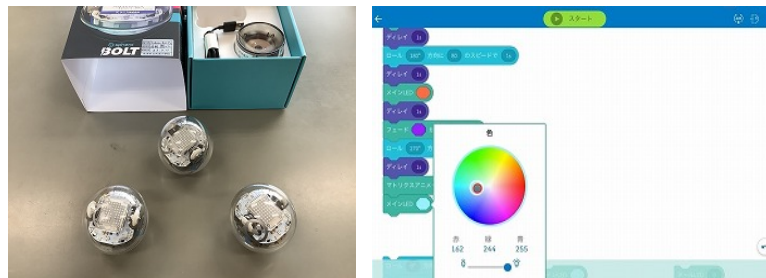 BOLT
スタート
ディレイ 1s
ロール 180° 方向に 80 のスピードで 1s
ディレイ 1s
メインLED
ディレイ 1s
フェード
ロール 270°
ディレイ 1s
マトリクスアニメ
メインLED
色
赤 緑 青
162 244 255